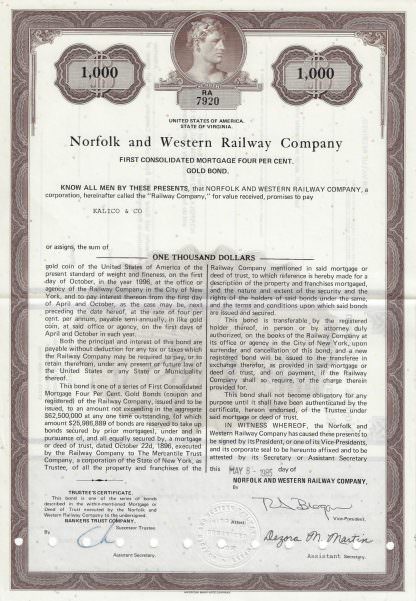 1,000
1,000
RA
7920
UNITED STATES OF AMERICA.
STATE OF VIRGINIA.
Norfolk and Western Railway Company
FIRST CONSOLIDATED MORTGAGE FOUR PER CENT.
GOLD BOND.
KNOW ALL MEN BY THESE PRESENTS, that NORFOLK AND WESTERN RAILWAY COMPANY, a
corporation, hereafter called the "Railway Company," for value received, promises to pay
KALICO & CO
or assigns, the sum of
ONE THOUSAND DOLLARS
gold coin of the United States of America of the
present standard of weight and fineness, on the first
day of October, in the year 1996, at the office or
agency of the Railway Company in the City of New
York, and to pay interest thereon from the first day
of April and October, as the case may be, next
preceding the date hereof, at the rate of four per
cent. per annum, payable semi-annually, in like gold
coin, at said office or agency, on the first days of
April and October in each year.
Both the principal and interest of this bond are
payable without deduction for any tax or taxes which
the Railway Company may be required to pay, or to
retain therefrom, under any present or future law of
the United States or any State or Municipality
thereof.
This bond is one of a series of First Consolidated
Mortgage Four Per Cent. Gold Bonds (coupon and
registered) of the Railway Company, issued and to be
issued, to an amount not exceeding in the aggregate
$62,500,000 at any one time outstanding, (of which
amount $25,986,889 of bonds are reserved to take up
bonds secured by prior mortgages), under and in
pursuance of, and all equally secured by, a mortgage
or deed of trust, dated October 22d, 1896, executed
by the Railway Company to The Mercantile Trust
Company, a corporation of the State of New York, as
Trustee, of all the property and franchises of the
Railway Company mentioned in said mortgage or
deed of trust, to which reference is hereby made for a
description of the property and franchises mortgaged,
and the nature and extent of the security and the
rights of the holders of said bonds under the same,
and the terms and conditions upon which said bonds
are issued and secured.
This bond is transferable by the registered
holder thereof, in person or by attorney duly
authorized, on the books of the Railway Company at
its office or agency in the City of New York, upon
surrender and cancellation of this bond; and a new
registered bond will be issued to the transferee in
exchange therefor, as provided in said mortgage or
deed of trust, and on payment, if the Railway
Company shall so require, of the charge therein
provided for.
This bond shall not become obligatory for any
purpose until it shall have been authenticated by the
certificate, hereon endorsed, of the Trustee under
said mortgage or deed of trust.
IN WITNESS WHEREOF, the Norfolk and Western
Railway Company has caused these presents to
be signed by its President, or one of its Vice-Presidents,
and its corporate seal to be hereunto affixed and to be
attested by its Secretary or Assistant Secretary
this MAY 8 - 1985 day of
NORFOLK AND WESTERN RAILWAY COMPANY,
By
Vice-President.
Attest:
Dezora M. Martin
Assistant Secretary.
TRUSTEE'S CERTIFICATE.
This bond is one of the series of bonds
described in the within-mentioned Mortgage or
Deed of Trust executed by the Norfolk and
Western Railway Company to the undersigned.
BANKERS TRUST COMPANY,
Successor Trustee,
By
Assistant Secretary.
AMERICAN BANK NOTE COMPANY